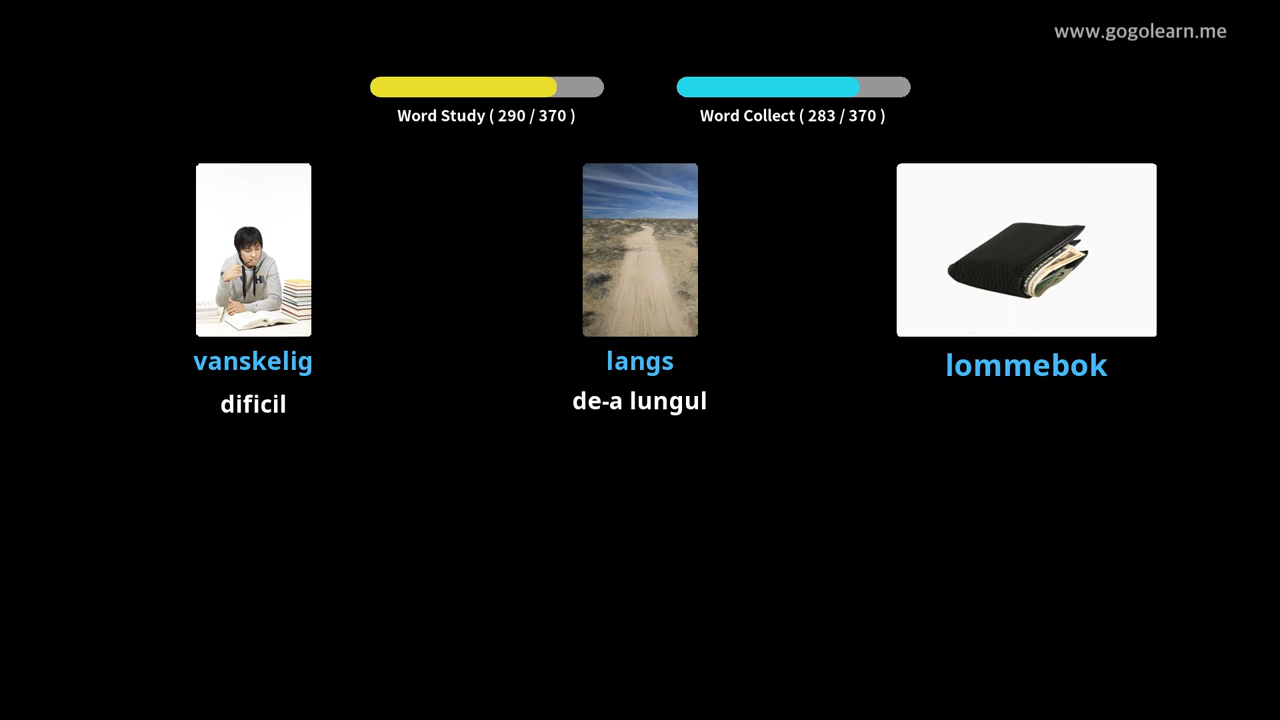 www.gogolearn.me
Word Study ( 290 / 370 )
Word Collect ( 283 / 370 )
vanskelig
dificil
langs
de-a lungul
lommebok